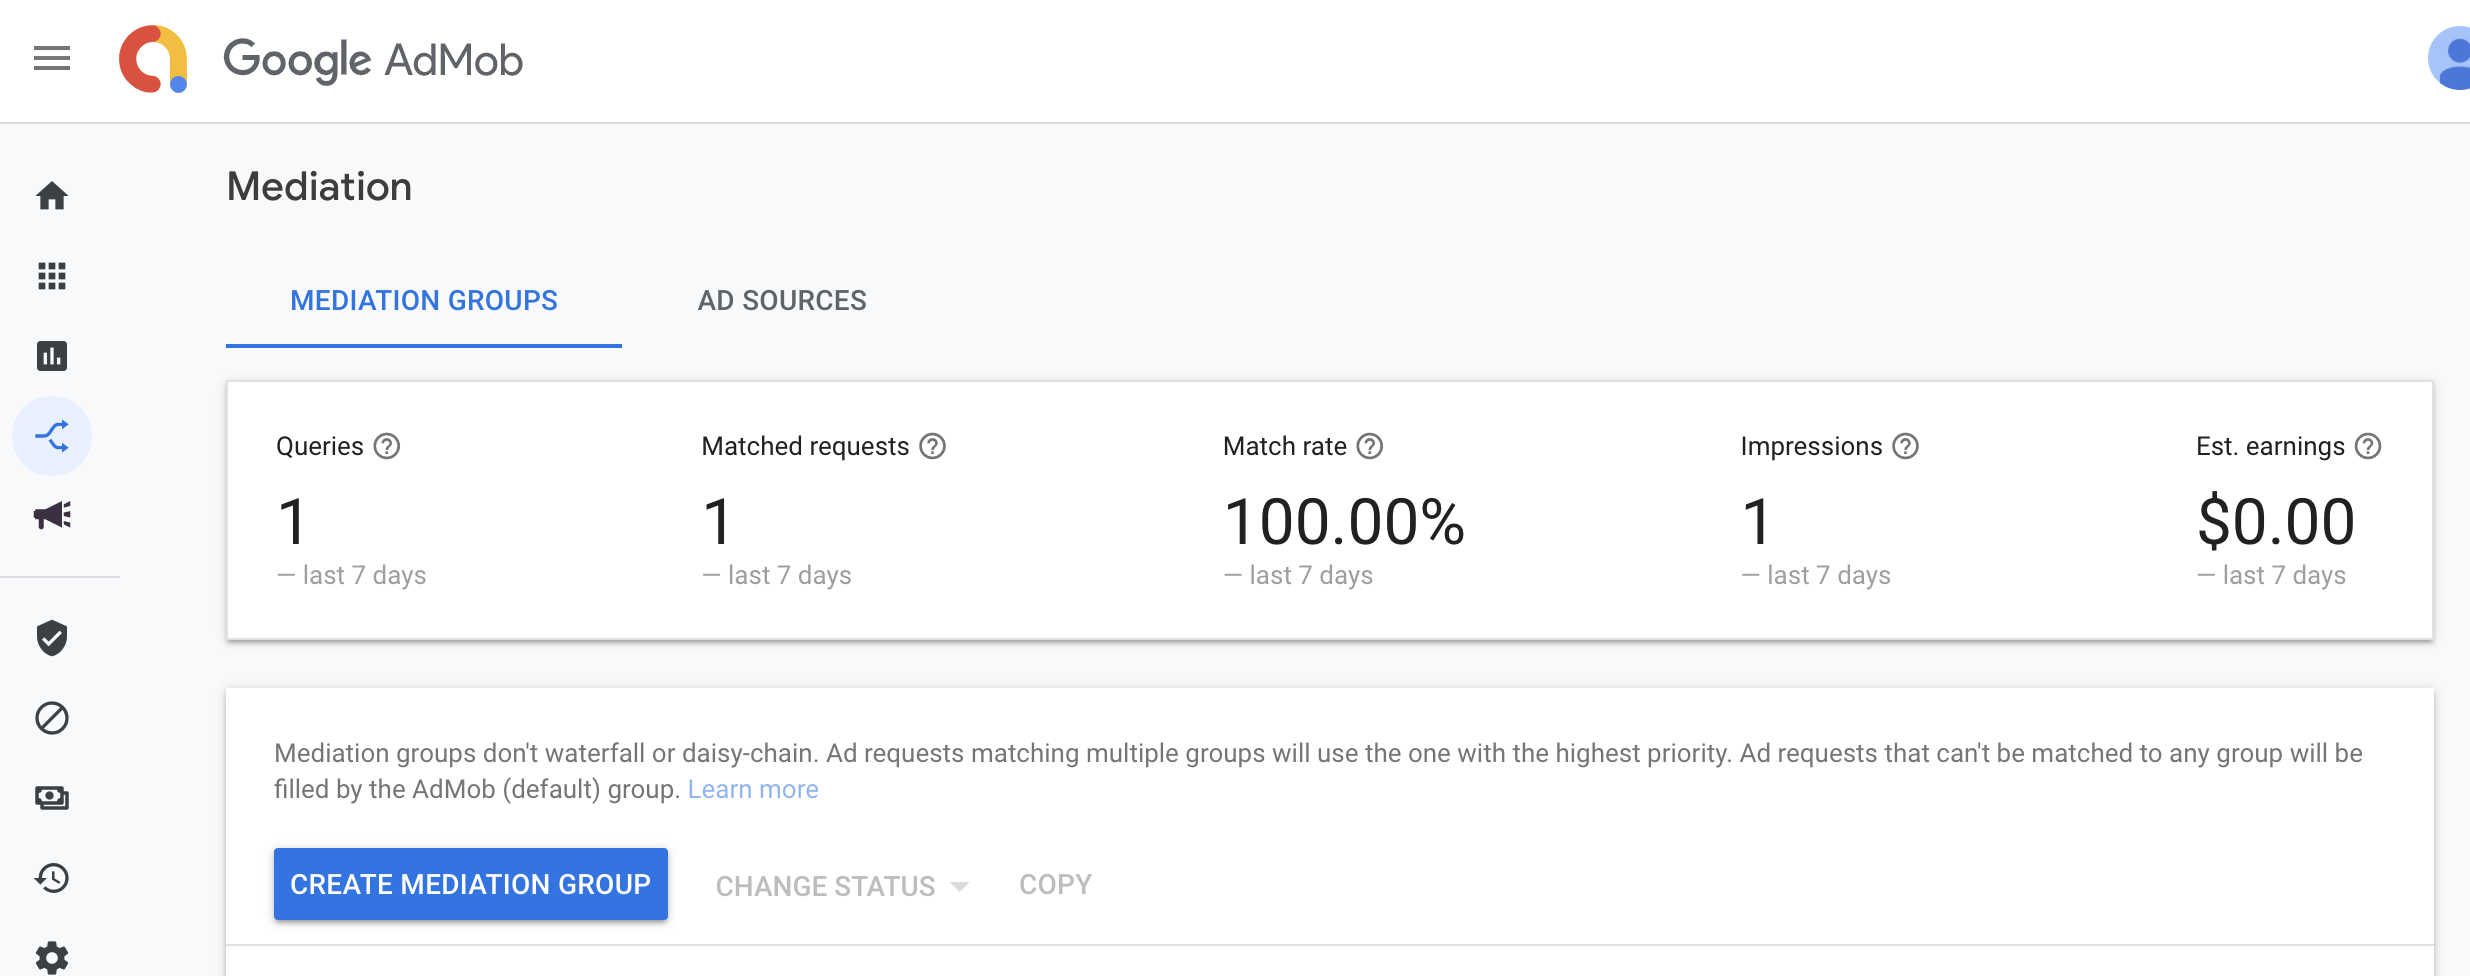 Google AdMob
Mediation
MEDIATION GROUPS
AD SOURCES
Queries
1
— last 7 days
Matched requests
1
— last 7 days
Match rate
100.00%
— last 7 days
Impressions
1
— last 7 days
Est. earnings
$0.00
— last 7 days
Mediation groups don't waterfall or daisy-chain. Ad requests matching multiple groups will use the one with the highest priority. Ad requests that can't be matched to any group will be
filled by the AdMob (default) group. Learn more
CREATE MEDIATION GROUP
CHANGE STATUS
COPY